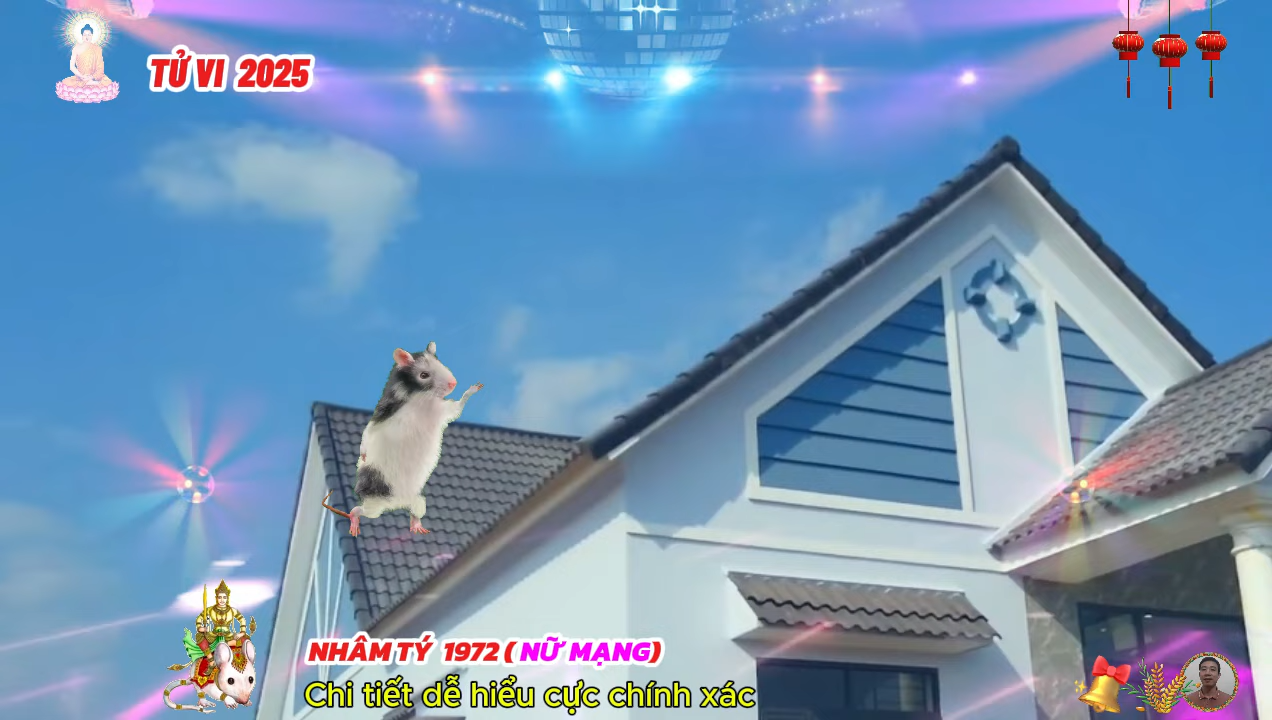 TỬ VI 2025
NHÂM TÝ 1972 ( NỮ MẠNG)
Chi tiết dễ hiểu cực chính xác